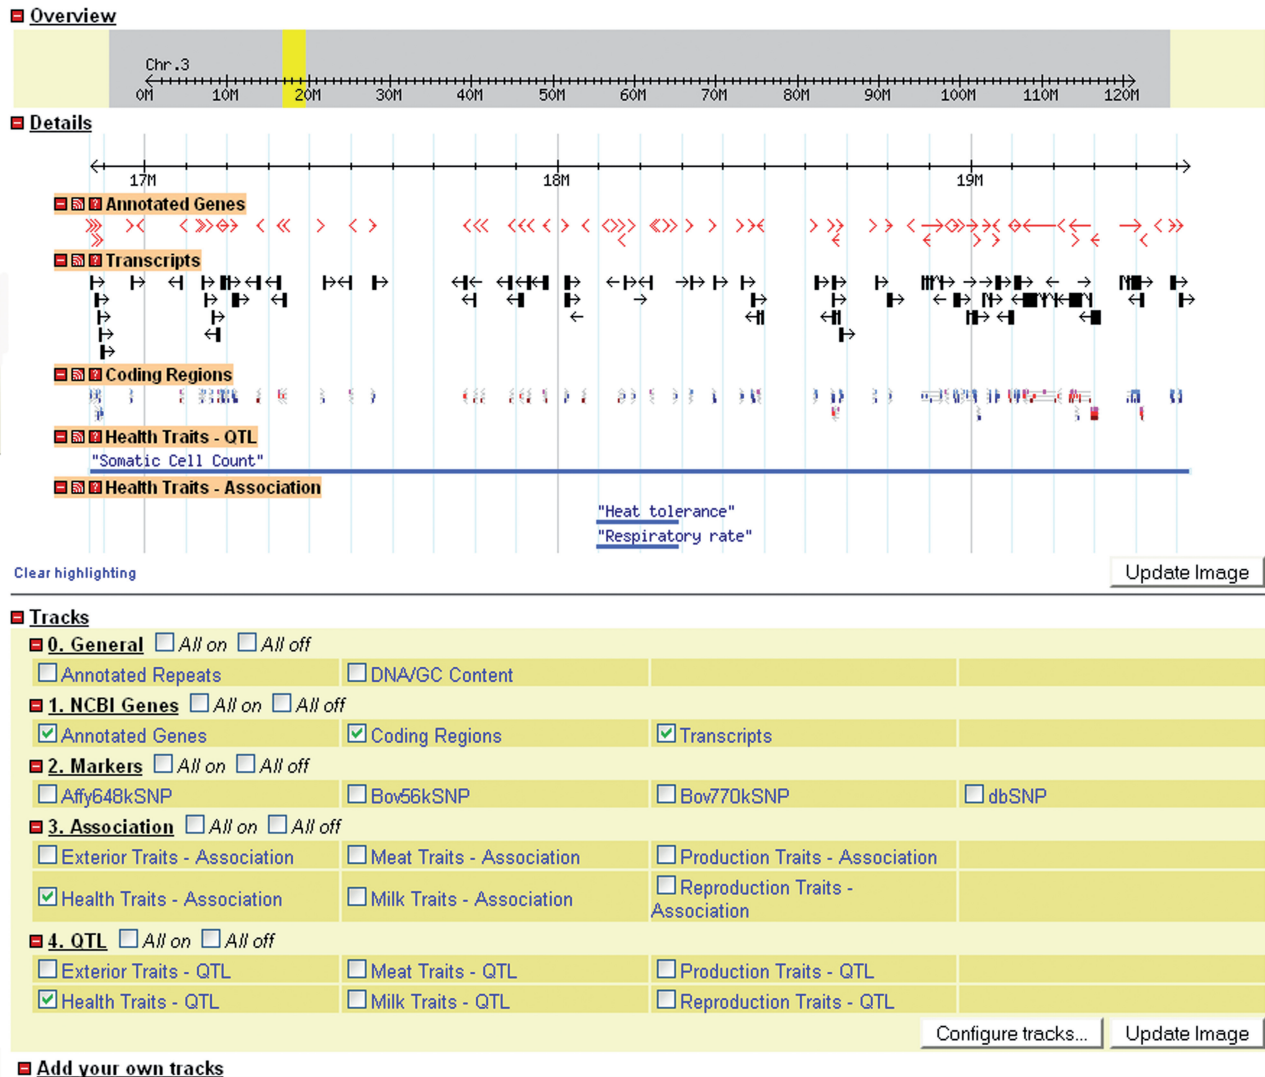 Overview
Chr.3
0M 10M 20M 30M 40M 50M 60M 70M 80M 90M 100M 110M 120M
Details
17M 18M 19M
Annotated Genes
Transcripts
Coding Regions
Health Traits - QTL
"Somatic Cell Count"
Health Traits - Association
"Heat tolerance"
"Respiratory rate"
Clear highlighting
Update Image
Tracks
0. General All on All off
Annotated Repeats DNA/GC Content
1. NCBI Genes All on All off
Annotated Genes Coding Regions Transcripts
2. Markers All on All off
Affy648kSNP Bov56kSNP Bov770kSNP dbSNP
3. Association All on All off
Exterior Traits - Association Meat Traits - Association Production Traits - Association
Health Traits - Association Milk Traits - Association Reproduction Traits -
Association
4. QTL All on All off
Exterior Traits - QTL Meat Traits - QTL Production Traits - QTL
Health Traits - QTL Milk Traits - QTL Reproduction Traits - QTL
Configure tracks... Update Image
Add your own tracks